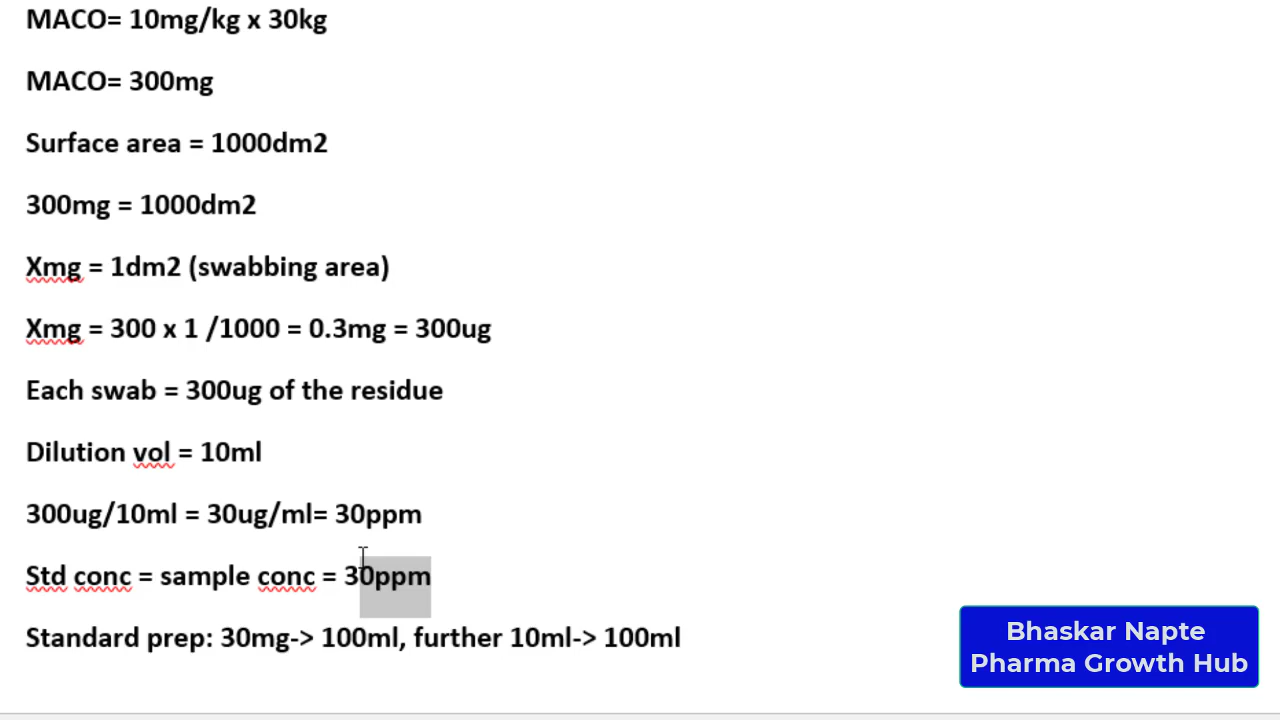 MACO= 10mg/kg x 30kg
MACO= 300mg
Surface area = 1000dm2
300mg = 1000dm2
Xmg = 1dm2 (swabbing area)
Xmg = 300 x 1 /1000 = 0.3mg = 300ug
Each swab = 300ug of the residue
Dilution vol = 10ml
300ug/10ml = 30ug/ml= 30ppm
Std conc = sample conc = 30ppm
Standard prep: 30mg-> 100ml, further 10ml-> 100ml
Bhaskar Napte
Pharma Growth Hub